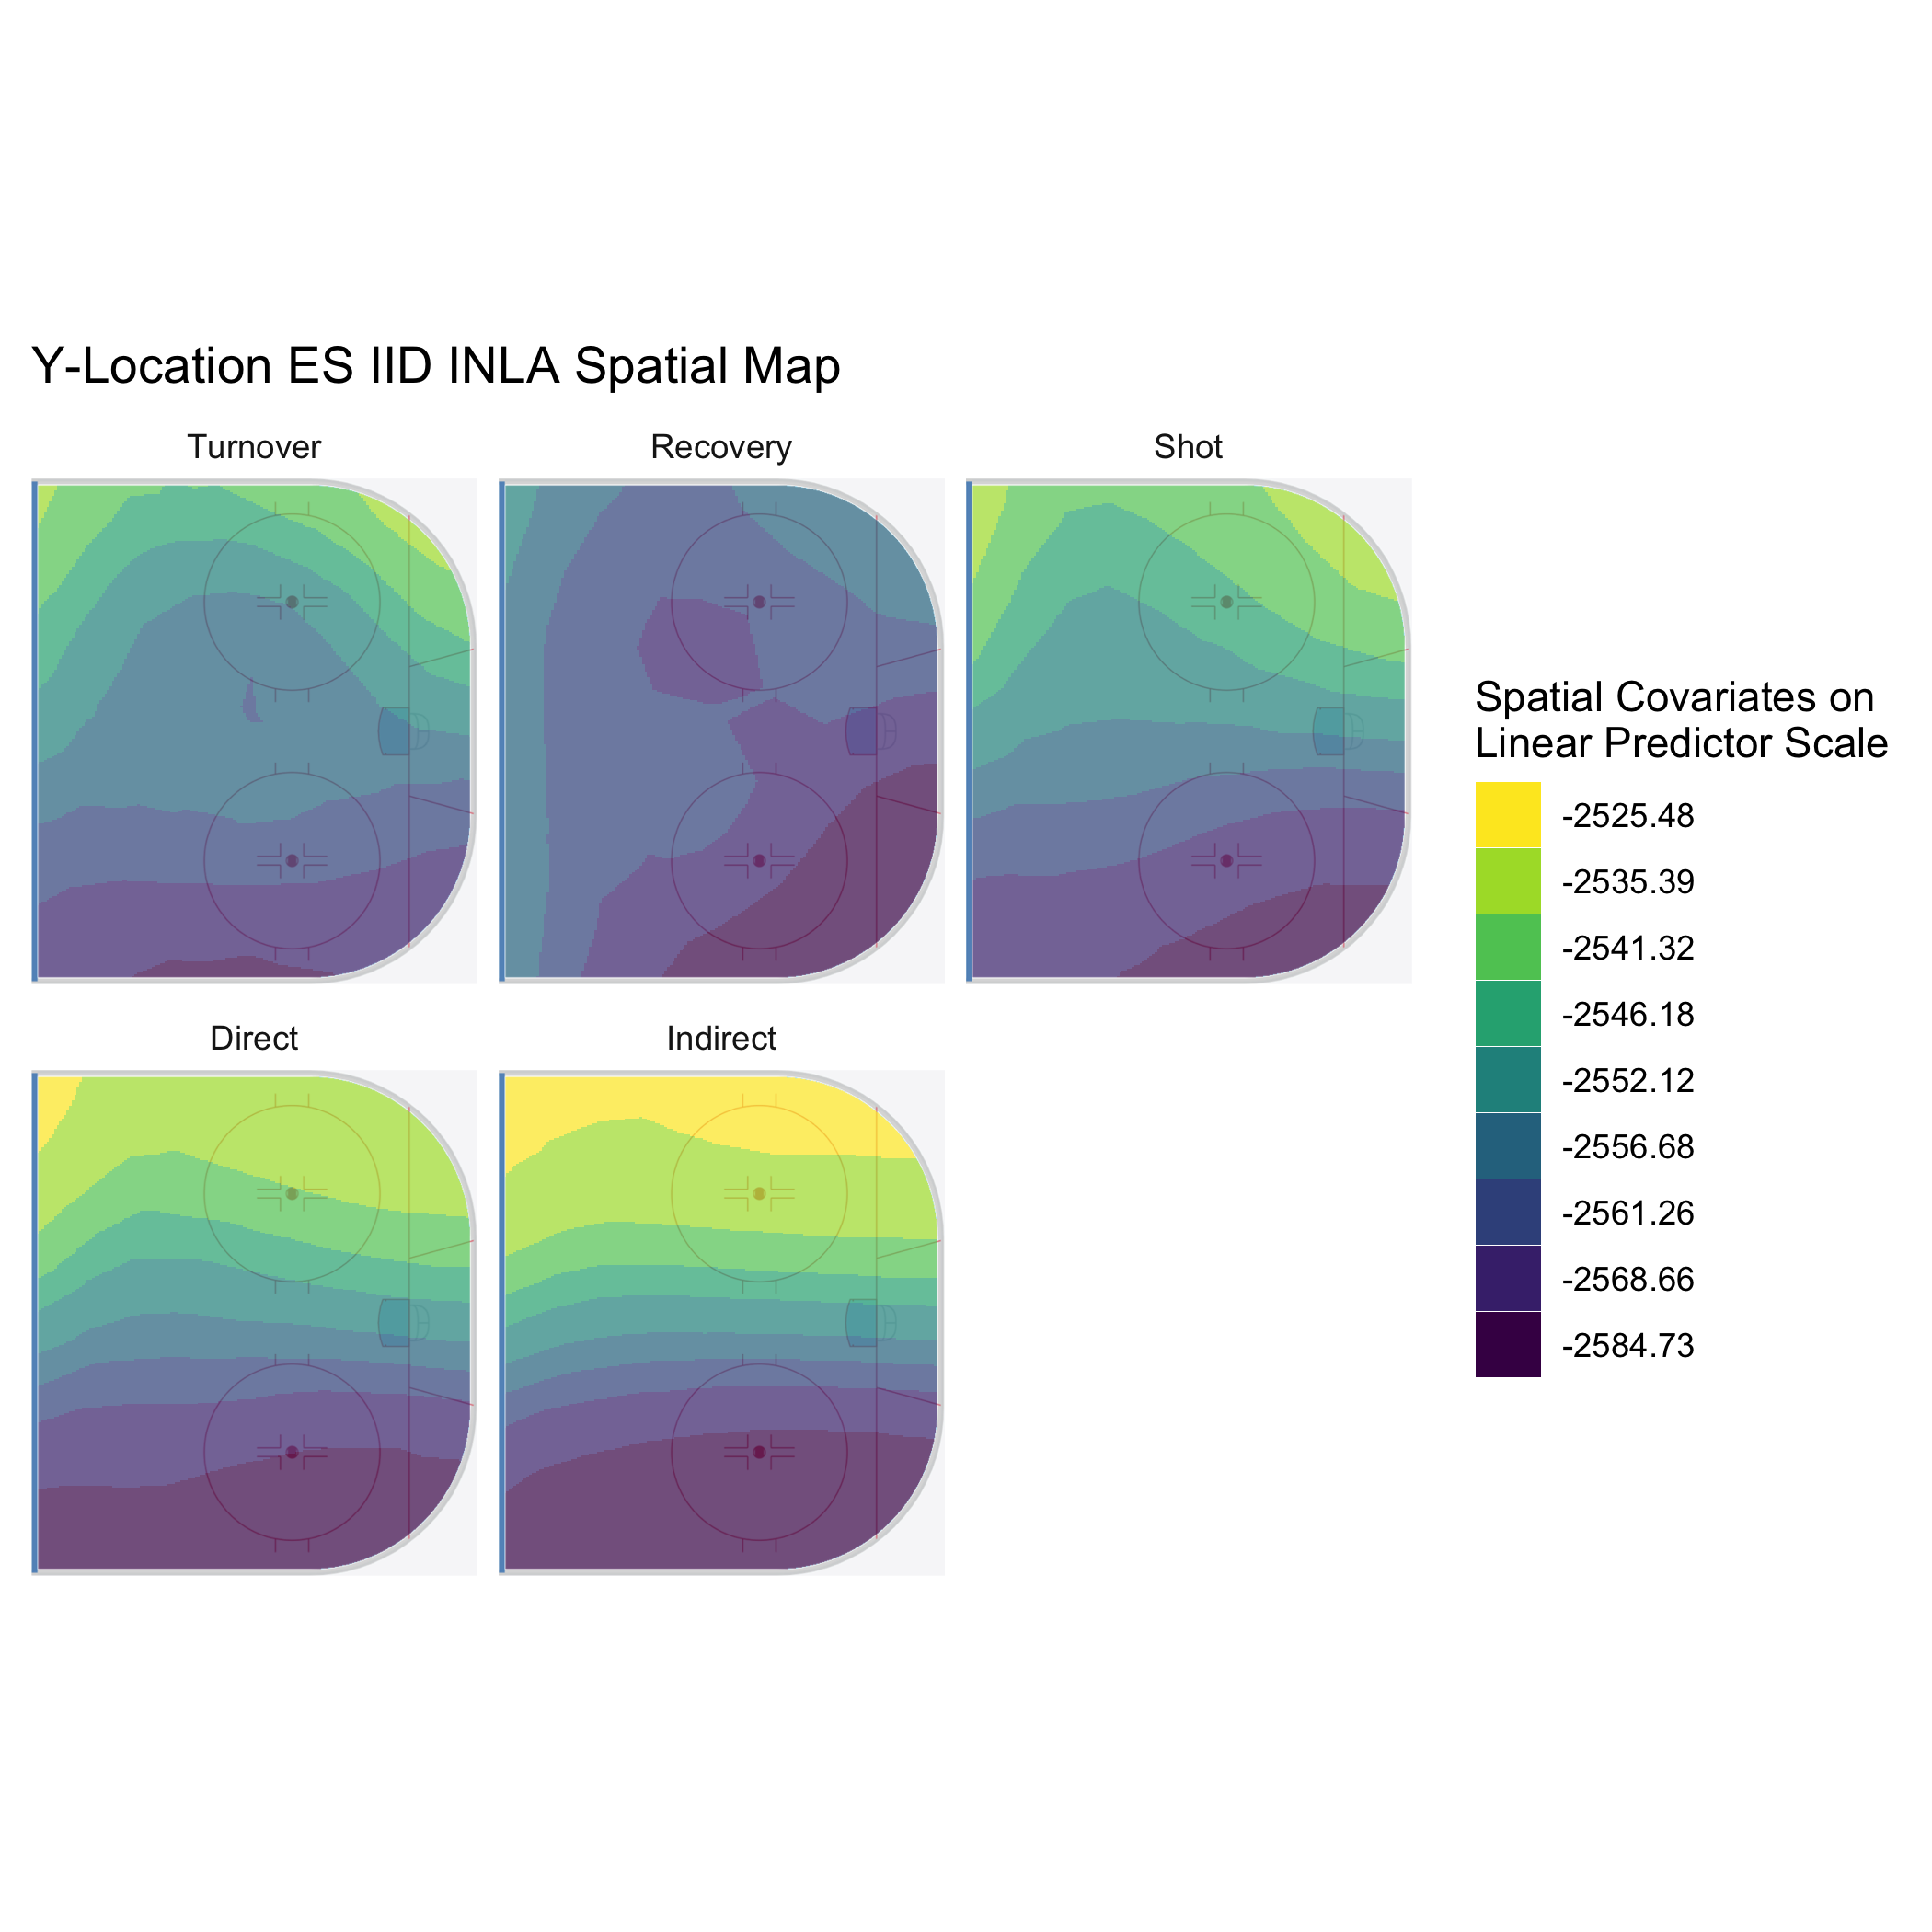 Y-Location ES IID INLA Spatial Map
Turnover
Recovery
Shot
Direct
Indirect
Spatial Covariates on
Linear Predictor Scale
-2525.48
-2535.39
-2541.32
-2546.18
-2552.12
-2556.68
-2561.26
-2568.66
-2584.73